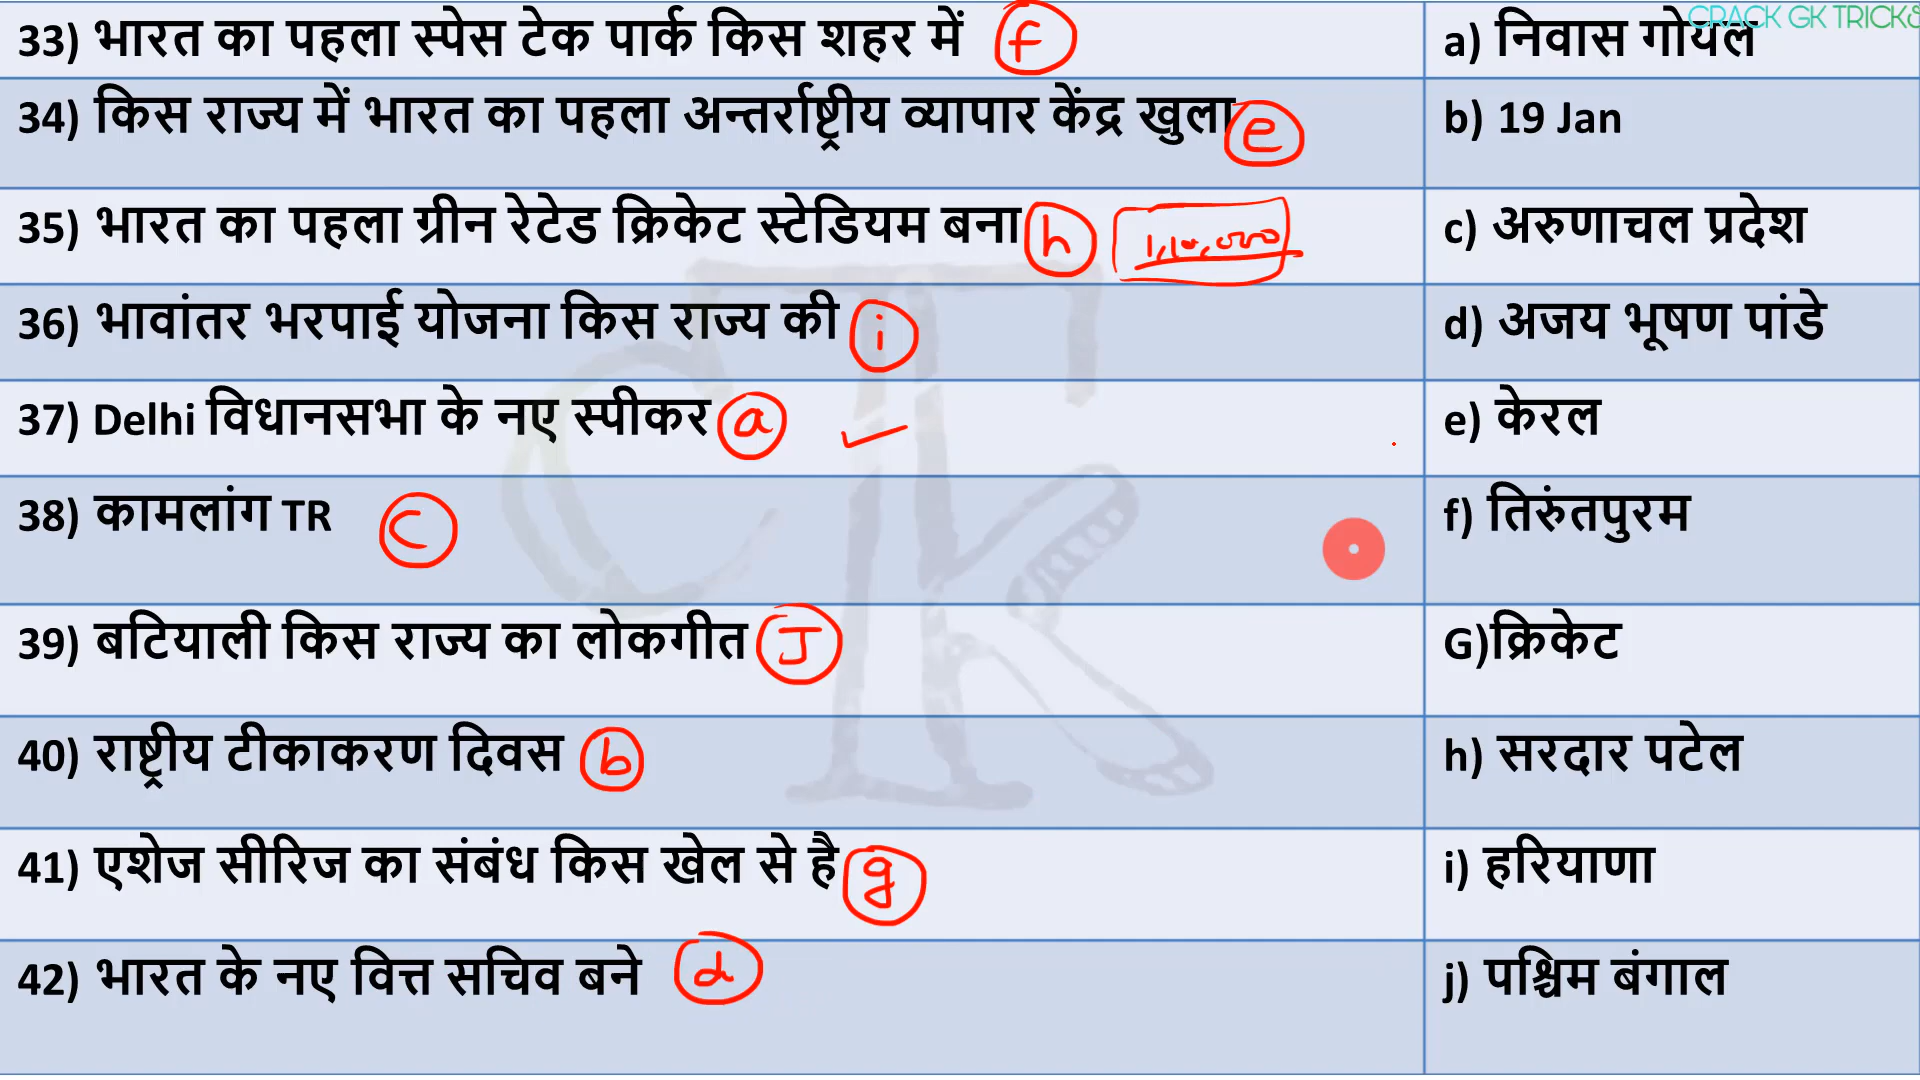 CRACK GK TRICKS
33) भारत का पहला स्पेस टेक पार्क किस शहर में f
a) निवास गोयल
34) किस राज्य में भारत का पहला अन्तर्राष्ट्रीय व्यापार केंद्र खुला e
b) 19 Jan
35) भारत का पहला ग्रीन रेटेड क्रिकेट स्टेडियम बना h 1,10,000
c) अरुणाचल प्रदेश
36) भावांतर भरपाई योजना किस राज्य की i
d) अजय भूषण पांडे
37) Delhi विधानसभा के नए स्पीकर a
e) केरल
38) कामलांग TR C
f) तिरुंतपुरम
39) बटियाली किस राज्य का लोकगीत J
G)क्रिकेट
40) राष्ट्रीय टीकाकरण दिवस b
h) सरदार पटेल
41) एशेज सीरिज का संबंध किस खेल से है g
i) हरियाणा
42) भारत के नए वित्त सचिव बने d
j) पश्चिम बंगाल